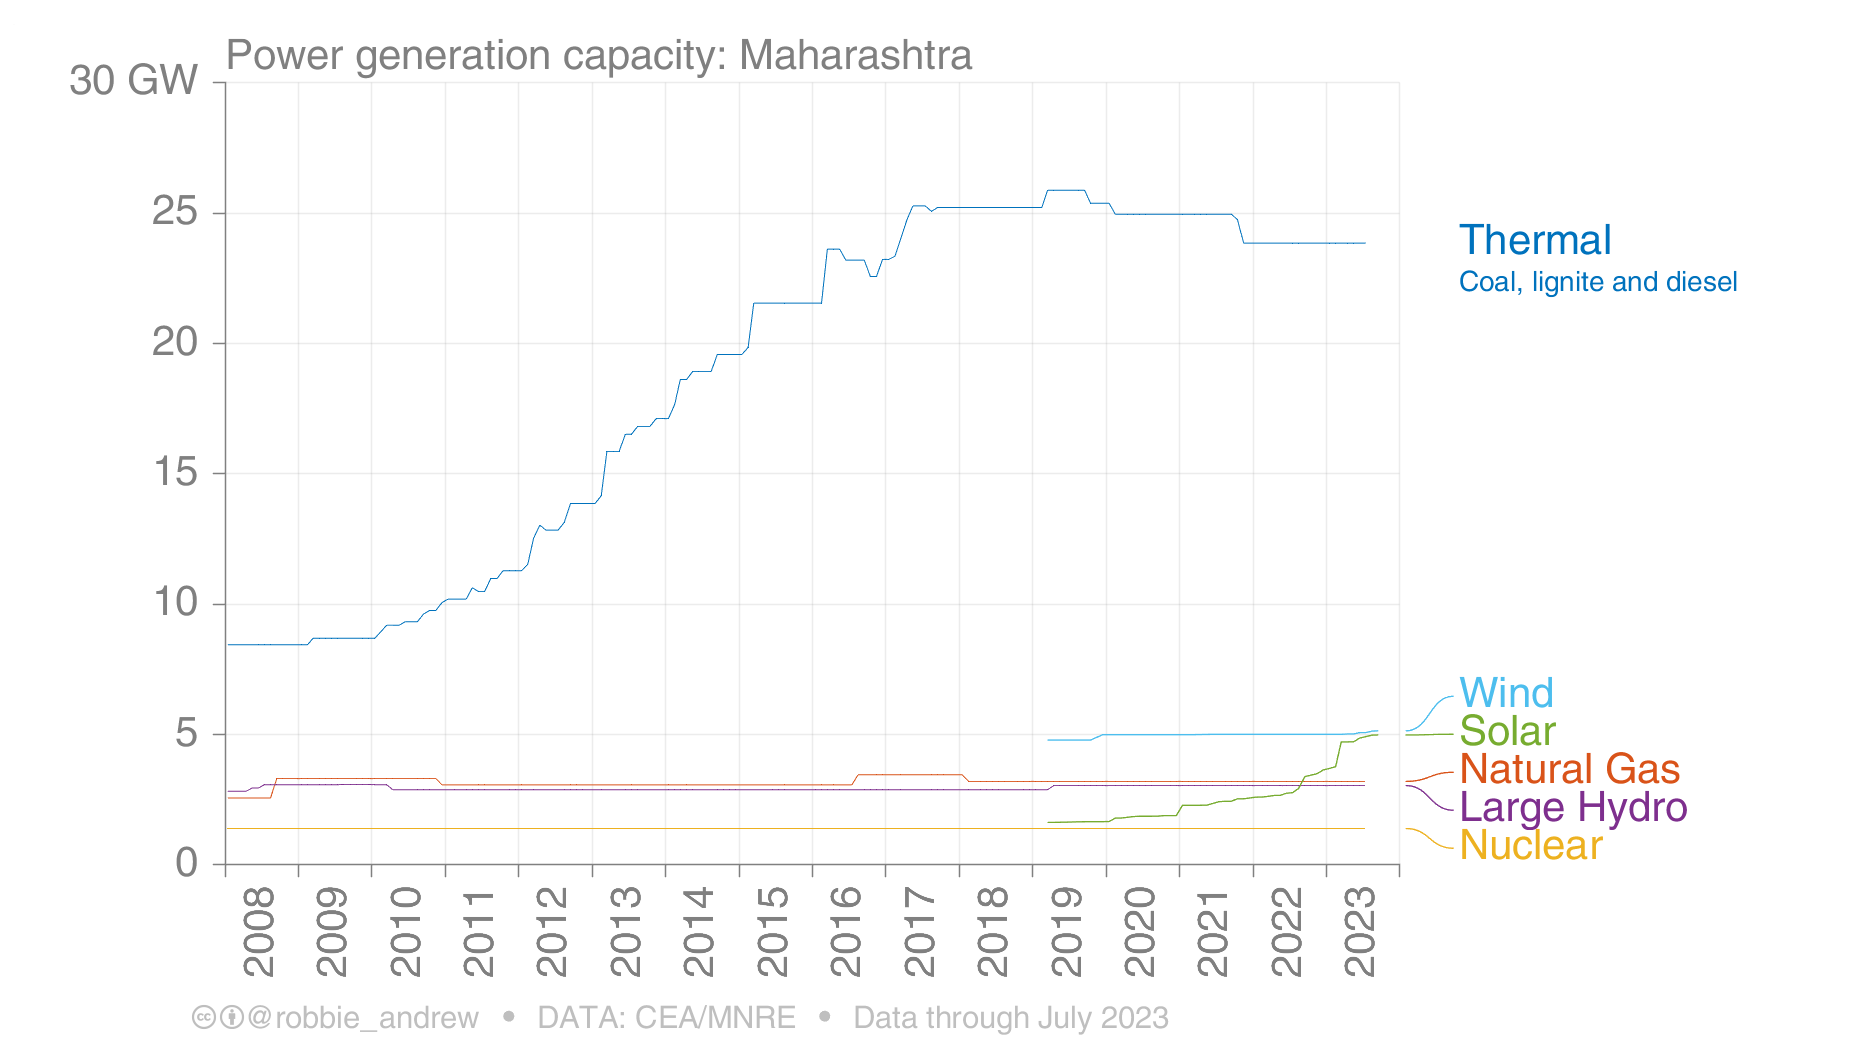 Power generation capacity: Maharashtra
30 GW
25
20
15
10
5
0
Thermal
Coal, lignite and diesel
Wind
Solar
Natural Gas
Large Hydro
Nuclear
2008 2009 2010 2011 2012 2013 2014 2015 2016 2017 2018 2019 2020 2021 2022 2023
cc @robbie_andrew • DATA: CEA/MNRE • Data through July 2023